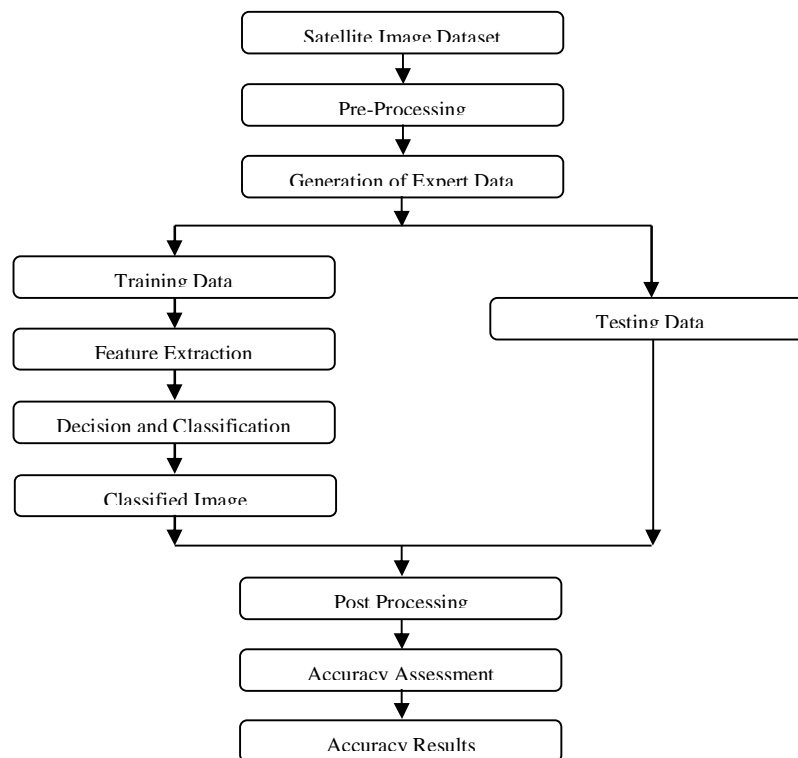 Satellite Image Dataset
Pre-Processing
Generation of Expert Data
Training Data
Testing Data
Feature Extraction
Decision and Classification
Classified Image
Post Processing
Accuracy Assessment
Accuracy Results